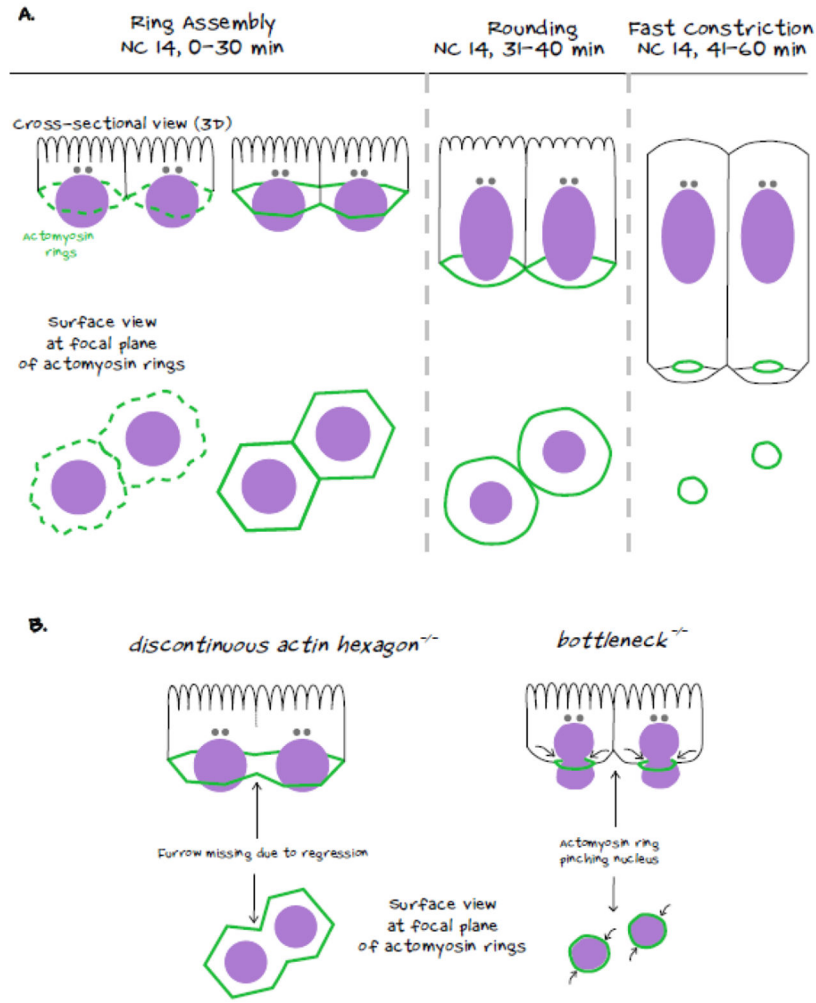 A.
Ring Assembly
NC 14, 0-30 min
Rounding
NC 14, 31-40 min
Fast Constriction
NC 14, 41-60 min
Cross-sectional view (3D)
Actomyosin
rings
Surface view
at focal plane
of actomyosin rings
B.
discontinuous actin hexagon-/-
bottleneck-/-
Furrow missing due to regression
Actomyosin ring
pinching nucleus
Surface view
at focal plane
of actomyosin rings